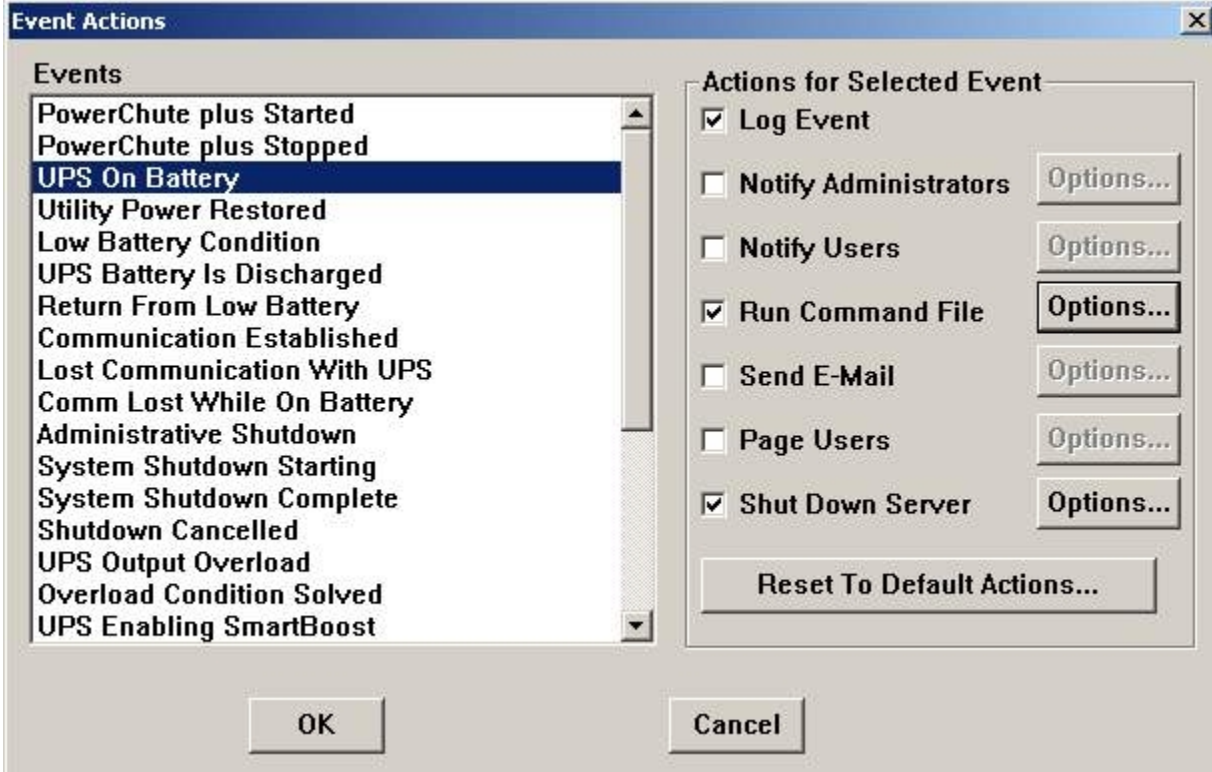 Event Actions
Events
PowerChute plus Started
PowerChute plus Stopped
UPS On Battery
Utility Power Restored
Low Battery Condition
UPS Battery Is Discharged
Return From Low Battery
Communication Established
Lost Communication With UPS
Comm Lost While On Battery
Administrative Shutdown
System Shutdown Starting
System Shutdown Complete
Shutdown Cancelled
UPS Output Overload
Overload Condition Solved
UPS Enabling SmartBoost
Actions for Selected Event
Log Event
Notify Administrators Options...
Notify Users Options...
Run Command File Options...
Send E-Mail Options...
Page Users Options...
Shut Down Server Options...
Reset To Default Actions...
OK Cancel